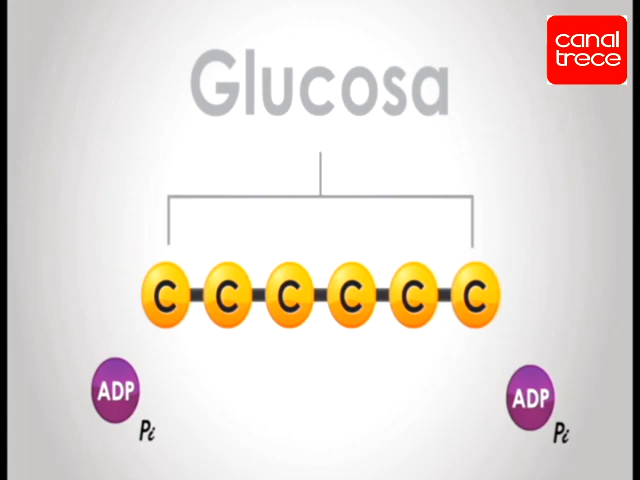 canal
trece
Glucosa
C C C C C C
ADP
Pi
ADP
Pi